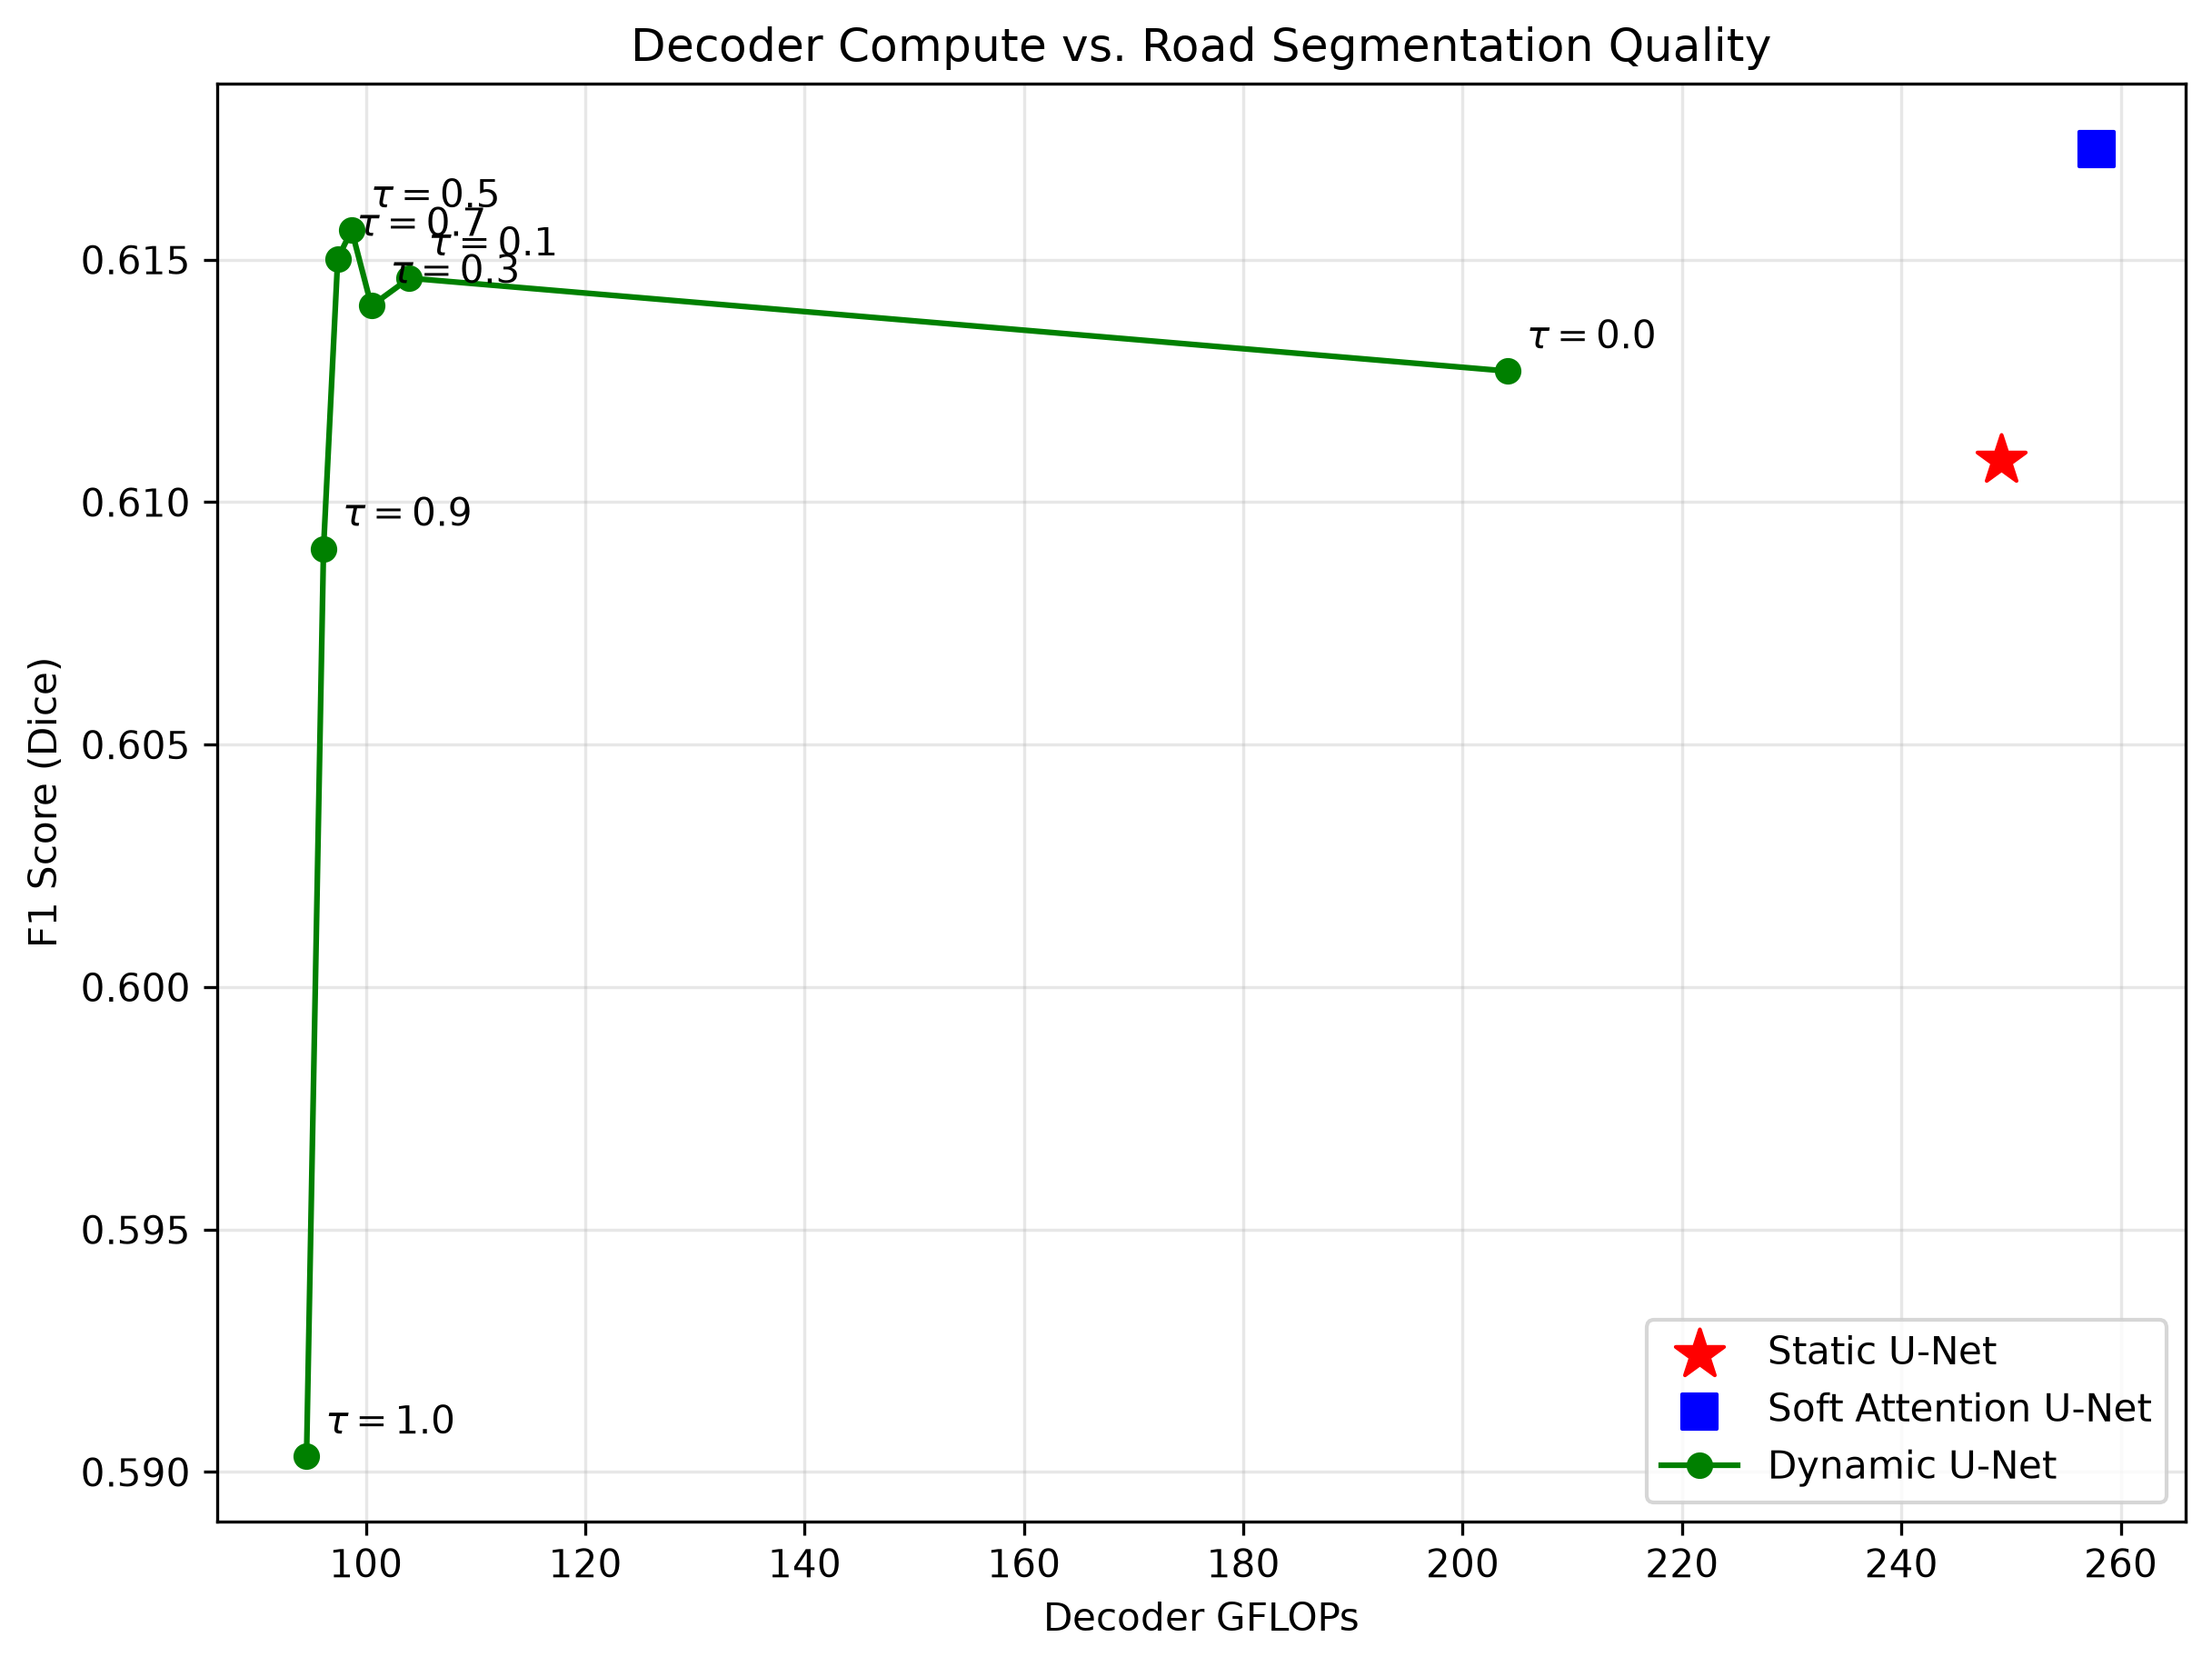 Decoder Compute vs. Road Segmentation Quality
F1 Score (Dice)
0.615
0.610
0.605
0.600
0.595
0.590
τ = 0.5
τ = 0.7
τ = 0.1
τ = 0.3
τ = 0.0
τ = 0.9
τ = 1.0
Static U-Net
Soft Attention U-Net
Dynamic U-Net
100 120 140 160 180 200 220 240 260
Decoder GFLOPs